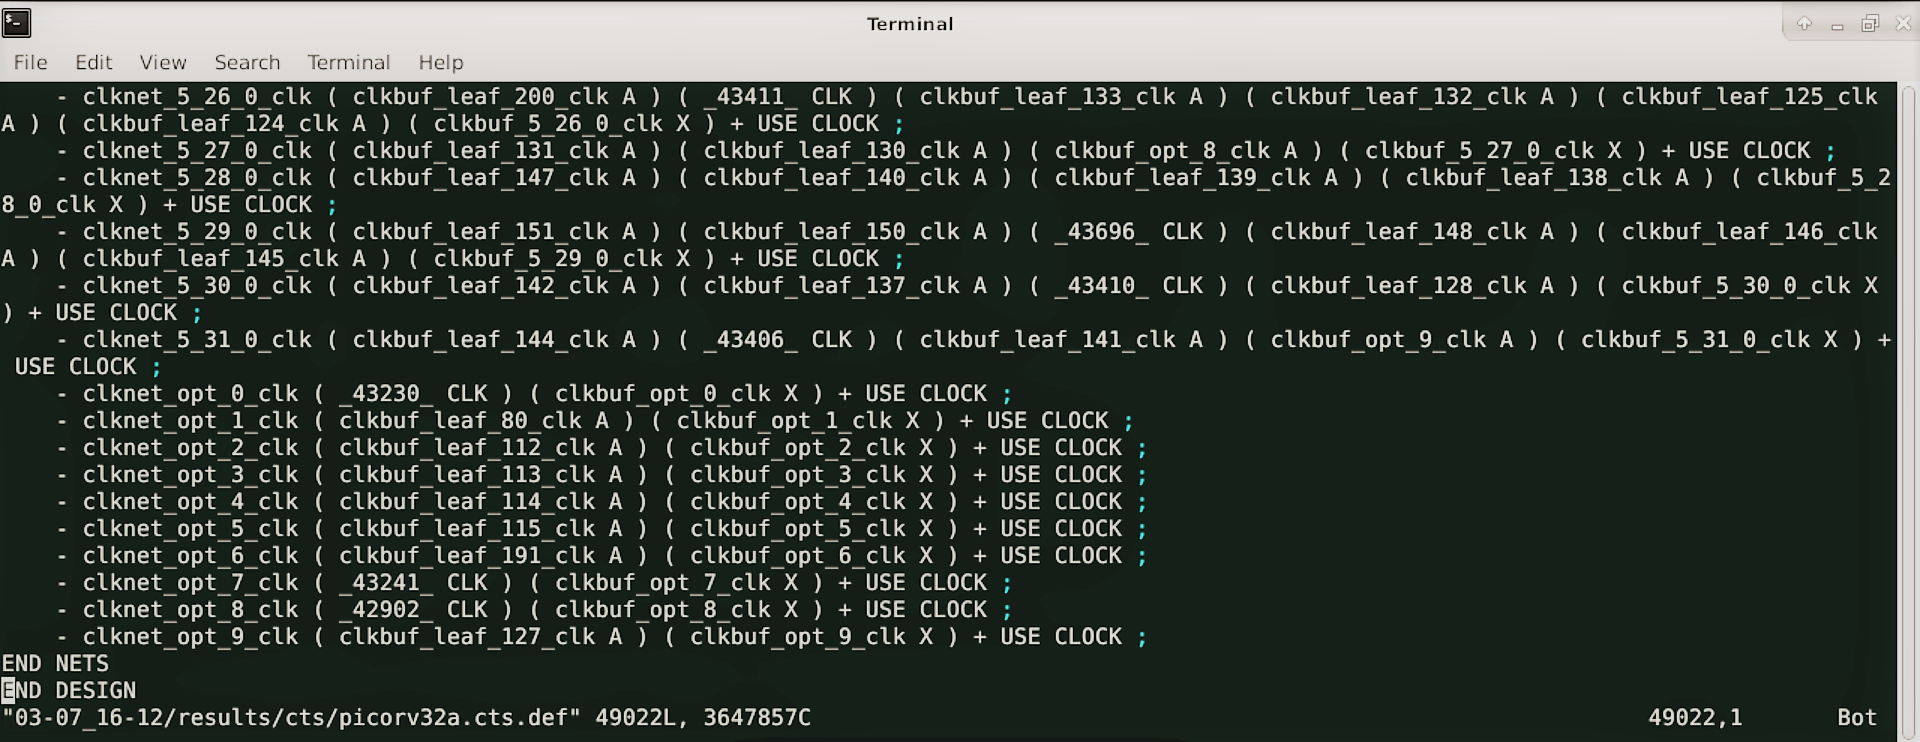 Terminal
File Edit View Search Terminal Help
- clknet_5_26_0_clk ( clkbuf_leaf_200_clk A ) ( _43411_ CLK ) ( clkbuf_leaf_133_clk A ) ( clkbuf_leaf_132_clk A ) ( clkbuf_leaf_125_clk
A ) ( clkbuf_leaf_124_clk A ) ( clkbuf_5_26_0_clk X ) + USE CLOCK ;
- clknet_5_27_0_clk ( clkbuf_leaf_131_clk A ) ( clkbuf_leaf_130_clk A ) ( clkbuf_opt_8_clk A ) ( clkbuf_5_27_0_clk X ) + USE CLOCK ;
- clknet_5_28_0_clk ( clkbuf_leaf_147_clk A ) ( clkbuf_leaf_140_clk A ) ( clkbuf_leaf_139_clk A ) ( clkbuf_leaf_138_clk A ) ( clkbuf_5_2
8_0_clk X ) + USE CLOCK ;
- clknet_5_29_0_clk ( clkbuf_leaf_151_clk A ) ( clkbuf_leaf_150_clk A ) ( _43696_ CLK ) ( clkbuf_leaf_148_clk A ) ( clkbuf_leaf_146_clk
A ) ( clkbuf_leaf_145_clk A ) ( clkbuf_5_29_0_clk X ) + USE CLOCK ;
- clknet_5_30_0_clk ( clkbuf_leaf_142_clk A ) ( clkbuf_leaf_137_clk A ) ( _43410_ CLK ) ( clkbuf_leaf_128_clk A ) ( clkbuf_5_30_0_clk X
) + USE CLOCK ;
- clknet_5_31_0_clk ( clkbuf_leaf_144_clk A ) ( _43406_ CLK ) ( clkbuf_leaf_141_clk A ) ( clkbuf_opt_9_clk A ) ( clkbuf_5_31_0_clk X ) +
USE CLOCK ;
- clknet_opt_0_clk ( _43230_ CLK ) ( clkbuf_opt_0_clk X ) + USE CLOCK ;
- clknet_opt_1_clk ( clkbuf_leaf_80_clk A ) ( clkbuf_opt_1_clk X ) + USE CLOCK ;
- clknet_opt_2_clk ( clkbuf_leaf_112_clk A ) ( clkbuf_opt_2_clk X ) + USE CLOCK ;
- clknet_opt_3_clk ( clkbuf_leaf_113_clk A ) ( clkbuf_opt_3_clk X ) + USE CLOCK ;
- clknet_opt_4_clk ( clkbuf_leaf_114_clk A ) ( clkbuf_opt_4_clk X ) + USE CLOCK ;
- clknet_opt_5_clk ( clkbuf_leaf_115_clk A ) ( clkbuf_opt_5_clk X ) + USE CLOCK ;
- clknet_opt_6_clk ( clkbuf_leaf_191_clk A ) ( clkbuf_opt_6_clk X ) + USE CLOCK ;
- clknet_opt_7_clk ( _43241_ CLK ) ( clkbuf_opt_7_clk X ) + USE CLOCK ;
- clknet_opt_8_clk ( _42902_ CLK ) ( clkbuf_opt_8_clk X ) + USE CLOCK ;
- clknet_opt_9_clk ( clkbuf_leaf_127_clk A ) ( clkbuf_opt_9_clk X ) + USE CLOCK ;
END NETS
END DESIGN
"03-07_16-12/results/cts/picorv32a.cts.def" 49022L, 3647857C 49022,1 Bot